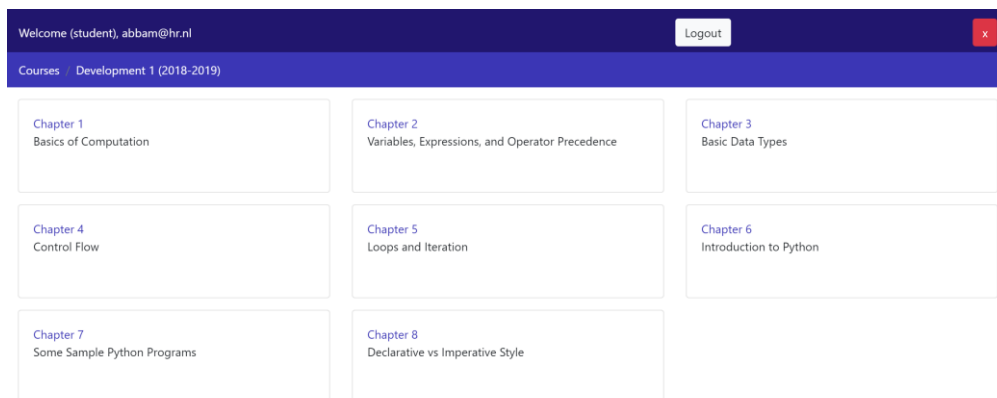 Welcome (student), abbam@hr.nl
Logout
x
Courses / Development 1 (2018-2019)
Chapter 1
Basics of Computation
Chapter 2
Variables, Expressions, and Operator Precedence
Chapter 3
Basic Data Types
Chapter 4
Control Flow
Chapter 5
Loops and Iteration
Chapter 6
Introduction to Python
Chapter 7
Some Sample Python Programs
Chapter 8
Declarative vs Imperative Style